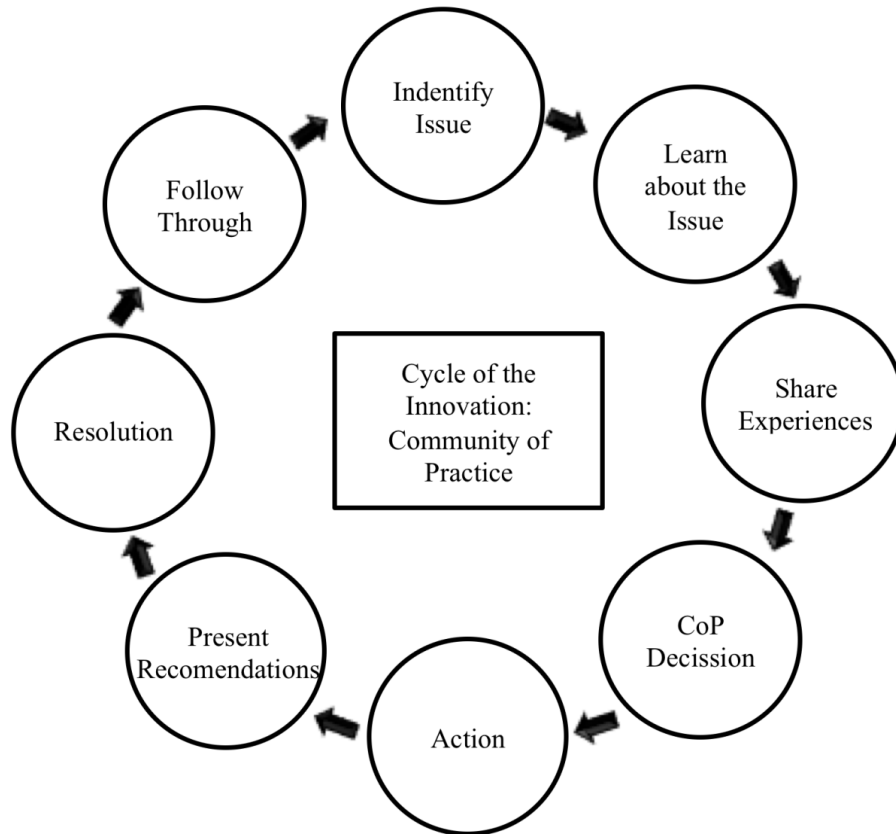 Indentify
Issue
Learn
about the
Issue
Share
Experiences
CoP
Decission
Action
Present
Recomendations
Resolution
Follow
Through
Cycle of the
Innovation:
Community of
Practice